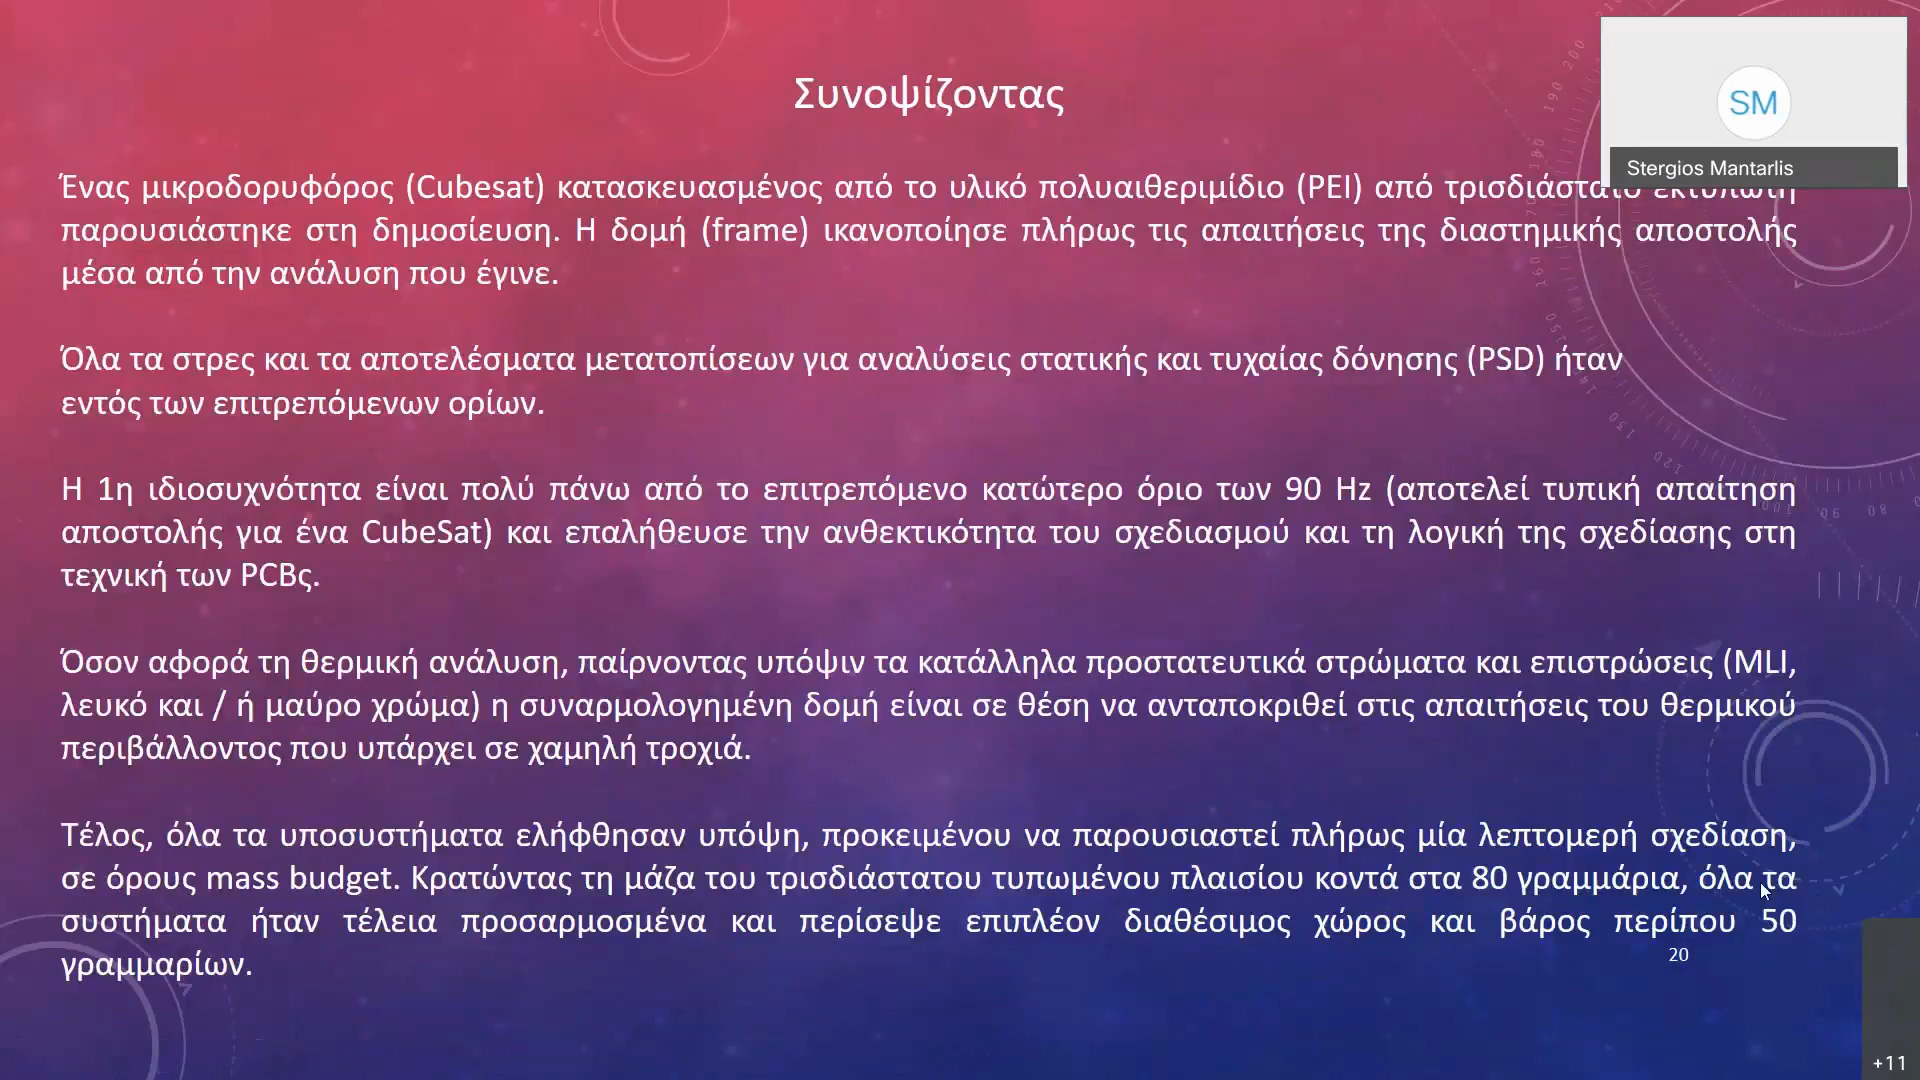 Συνοψίζοντας
SM
Stergios Mantarlis
Ένας μικροδορυφόρος (Cubesat) κατασκευασμένος από το υλικό πολυαιθεριμίδιο (PEI) από τρισδιάστατο εκτυπωτή
παρουσιάστηκε στη δημοσίευση. Η δομή (frame) ικανοποίησε πλήρως τις απαιτήσεις της διαστημικής αποστολής
μέσα από την ανάλυση που έγινε.
Όλα τα στρες και τα αποτελέσματα μετατοπίσεων για αναλύσεις στατικής και τυχαίας δόνησης (PSD) ήταν
εντός των επιτρεπόμενων ορίων.
Η 1η ιδιοσυχνότητα είναι πολύ πάνω από το επιτρεπόμενο κατώτερο όριο των 90 Hz (αποτελεί τυπική απαίτηση
αποστολής για ένα CubeSat) και επαλήθευσε την ανθεκτικότητα του σχεδιασμού και τη λογική της σχεδίασης στη
τεχνική των PCBς.
Όσον αφορά τη θερμική ανάλυση, παίρνοντας υπόψιν τα κατάλληλα προστατευτικά στρώματα και επιστρώσεις (MLI,
λευκό και / ή μαύρο χρώμα) η συναρμολογημένη δομή είναι σε θέση να ανταποκριθεί στις απαιτήσεις του θερμικού
περιβάλλοντος που υπάρχει σε χαμηλή τροχιά.
Τέλος, όλα τα υποσυστήματα ελήφθησαν υπόψη, προκειμένου να παρουσιαστεί πλήρως μία λεπτομερή σχεδίαση,
σε όρους mass budget. Κρατώντας τη μάζα του τρισδιάστατου τυπωμένου πλαισίου κοντά στα 80 γραμμάρια, όλα τα
συστήματα ήταν τέλεια προσαρμοσμένα και περίσεψε επιπλέον διαθέσιμος χώρος και βάρος περίπου 50
γραμμαρίων.
20
+11